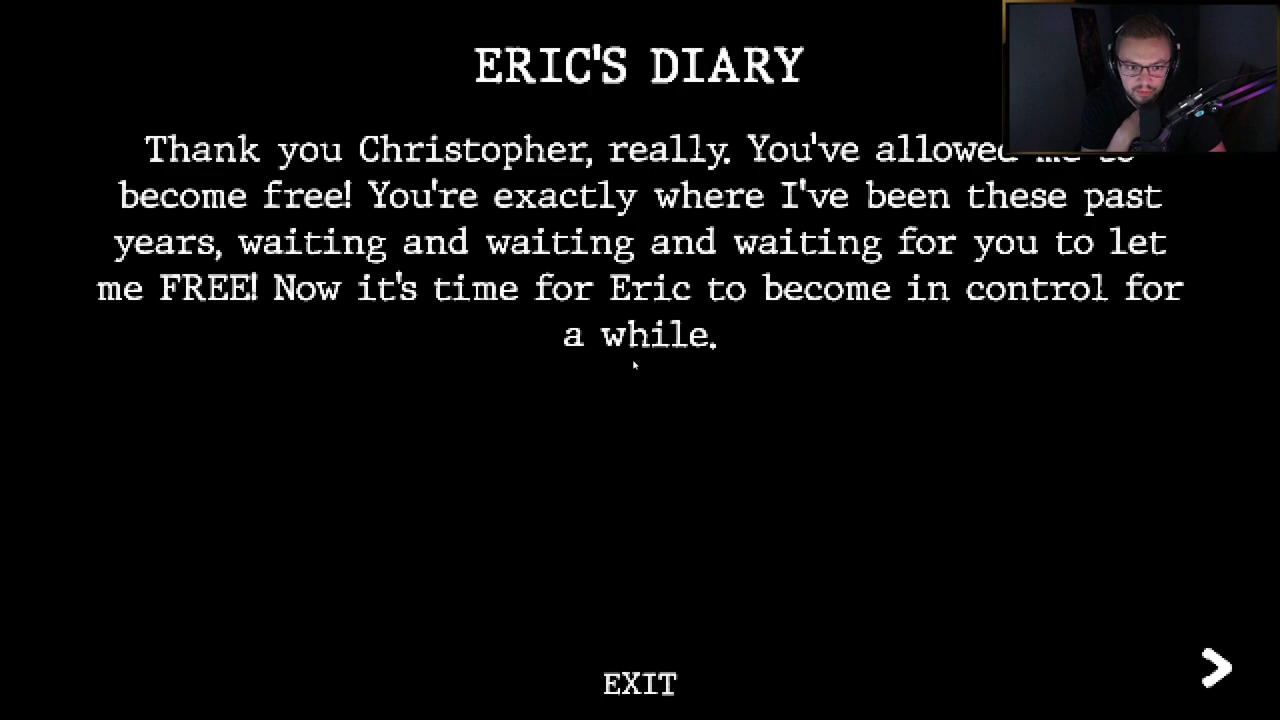 ERIC'S DIARY
Thank you Christopher, really. You've allowed me to
become free! You're exactly where I've been these past
years, waiting and waiting and waiting for you to let
me FREE! Now it's time for Eric to become in control for
a while.
EXIT